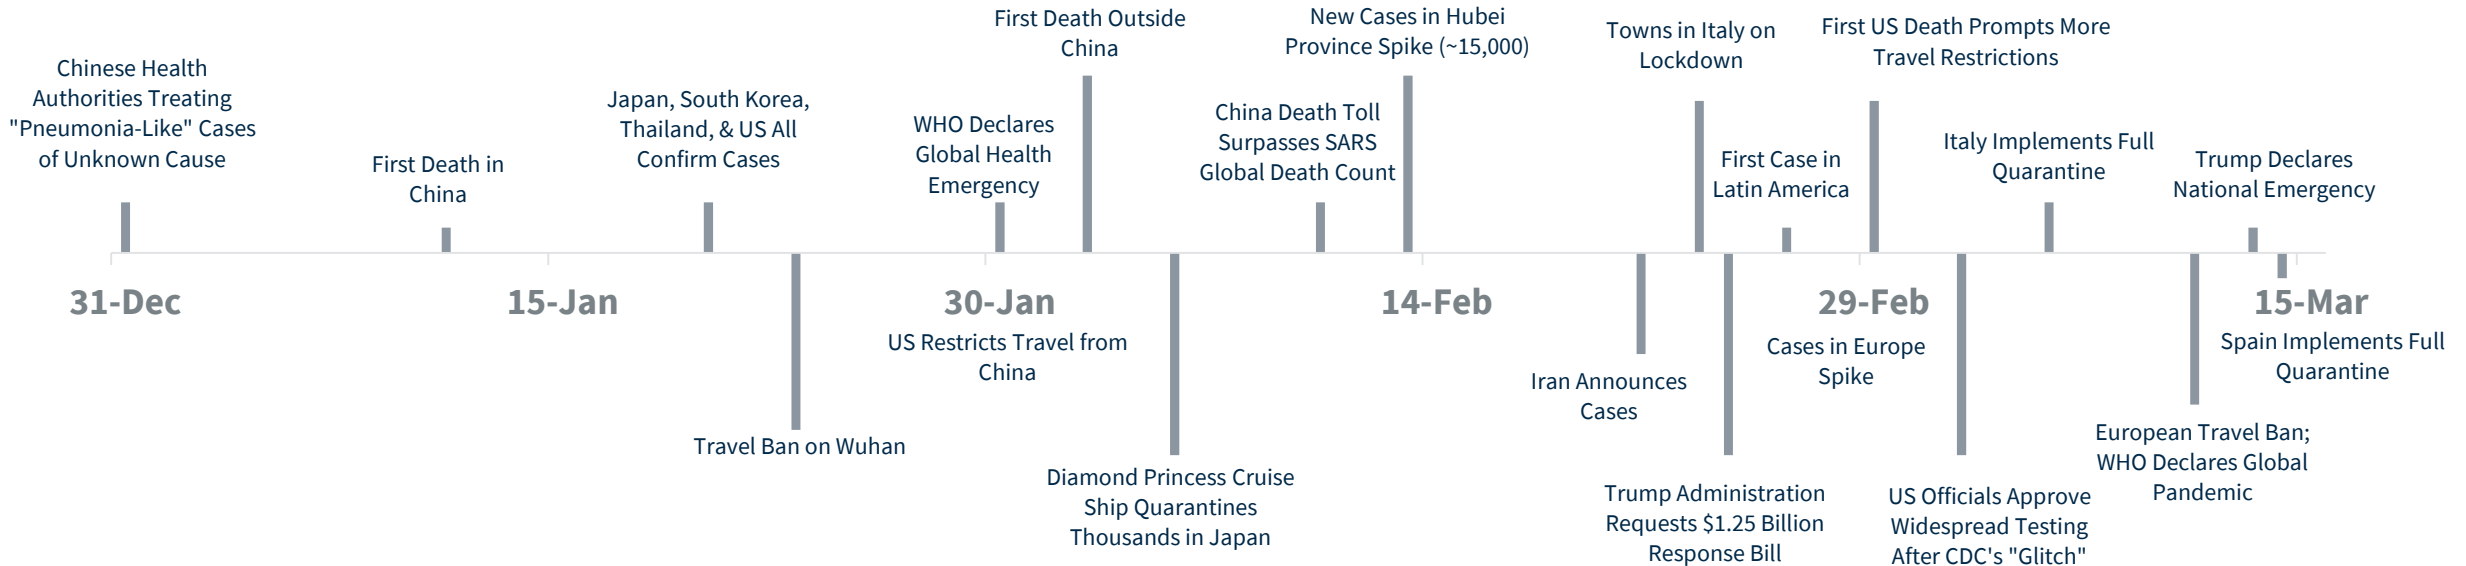 Chinese Health
Authorities Treating
"Pneumonia-Like" Cases
of Unknown Cause
First Death in
China
Japan, South Korea,
Thailand, & US All
Confirm Cases
WHO Declares
Global Health
Emergency
First Death Outside
China
China Death Toll
Surpasses SARS
Global Death Count
New Cases in Hubei
Province Spike (~15,000)
Towns in Italy on
Lockdown
First Case in
Latin America
First US Death Prompts More
Travel Restrictions
Italy Implements Full
Quarantine
Trump Declares
National Emergency
31-Dec
15-Jan
30-Jan
14-Feb
29-Feb
15-Mar
Travel Ban on Wuhan
US Restricts Travel from
China
Diamond Princess Cruise
Ship Quarantines
Thousands in Japan
Iran Announces
Cases
Trump Administration
Requests $1.25 Billion
Response Bill
Cases in Europe
Spike
US Officials Approve
Widespread Testing
After CDC's "Glitch"
European Travel Ban;
WHO Declares Global
Pandemic
Spain Implements Full
Quarantine